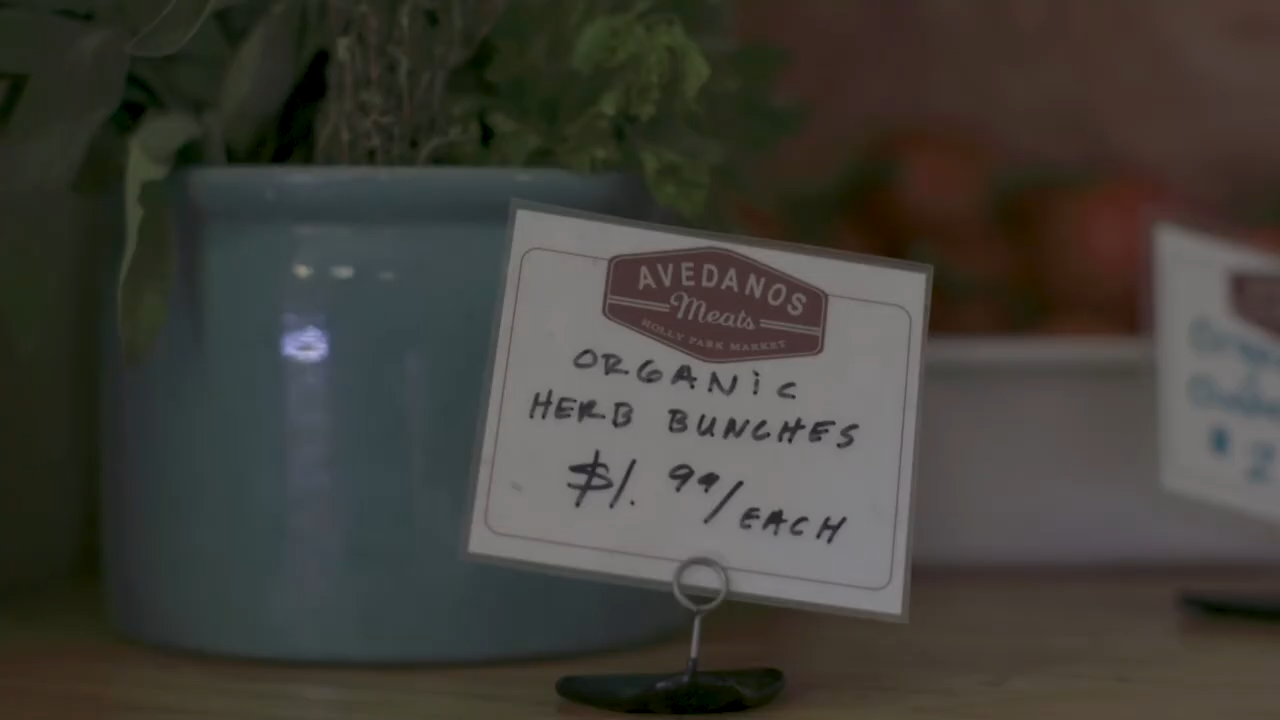 AVEDANOS
Meats
HOLLY PARK MARKET
ORGANiC
HERB BUNCHES
$1.99/EACH